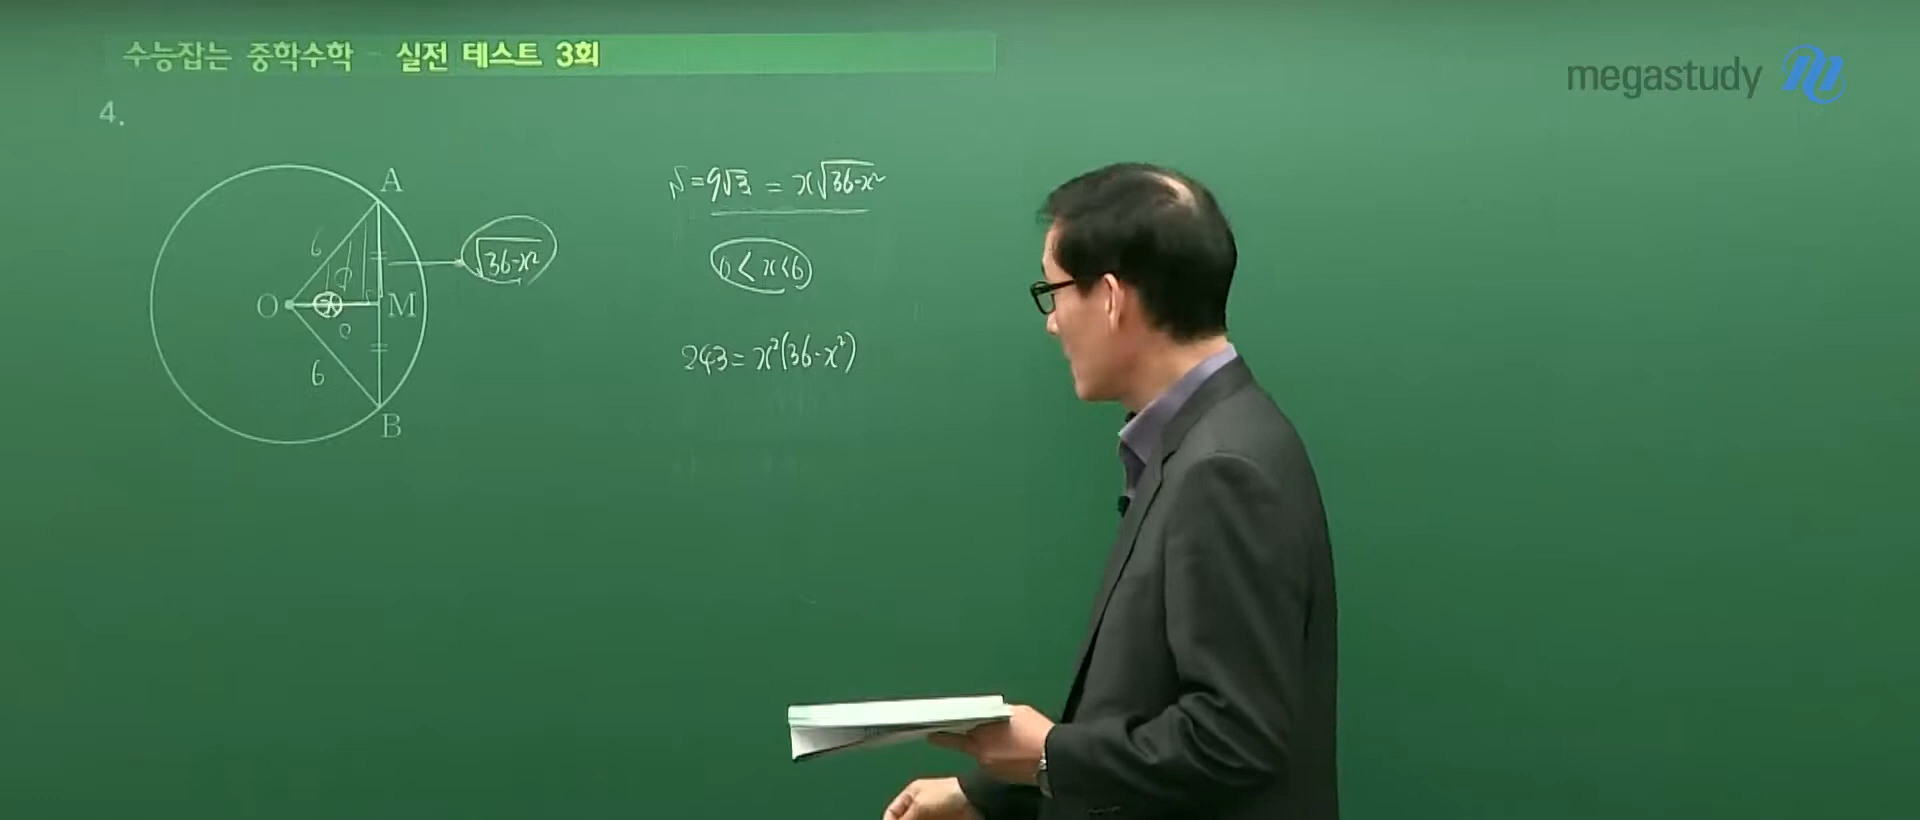 수능잡는 중학수학 - 실전 테스트 3회
megastudy
4.
A
6
√36-x²
O
x
M
6
B
S=9√3 = x√36-x²
0<x<6
243=x²(36-x²)